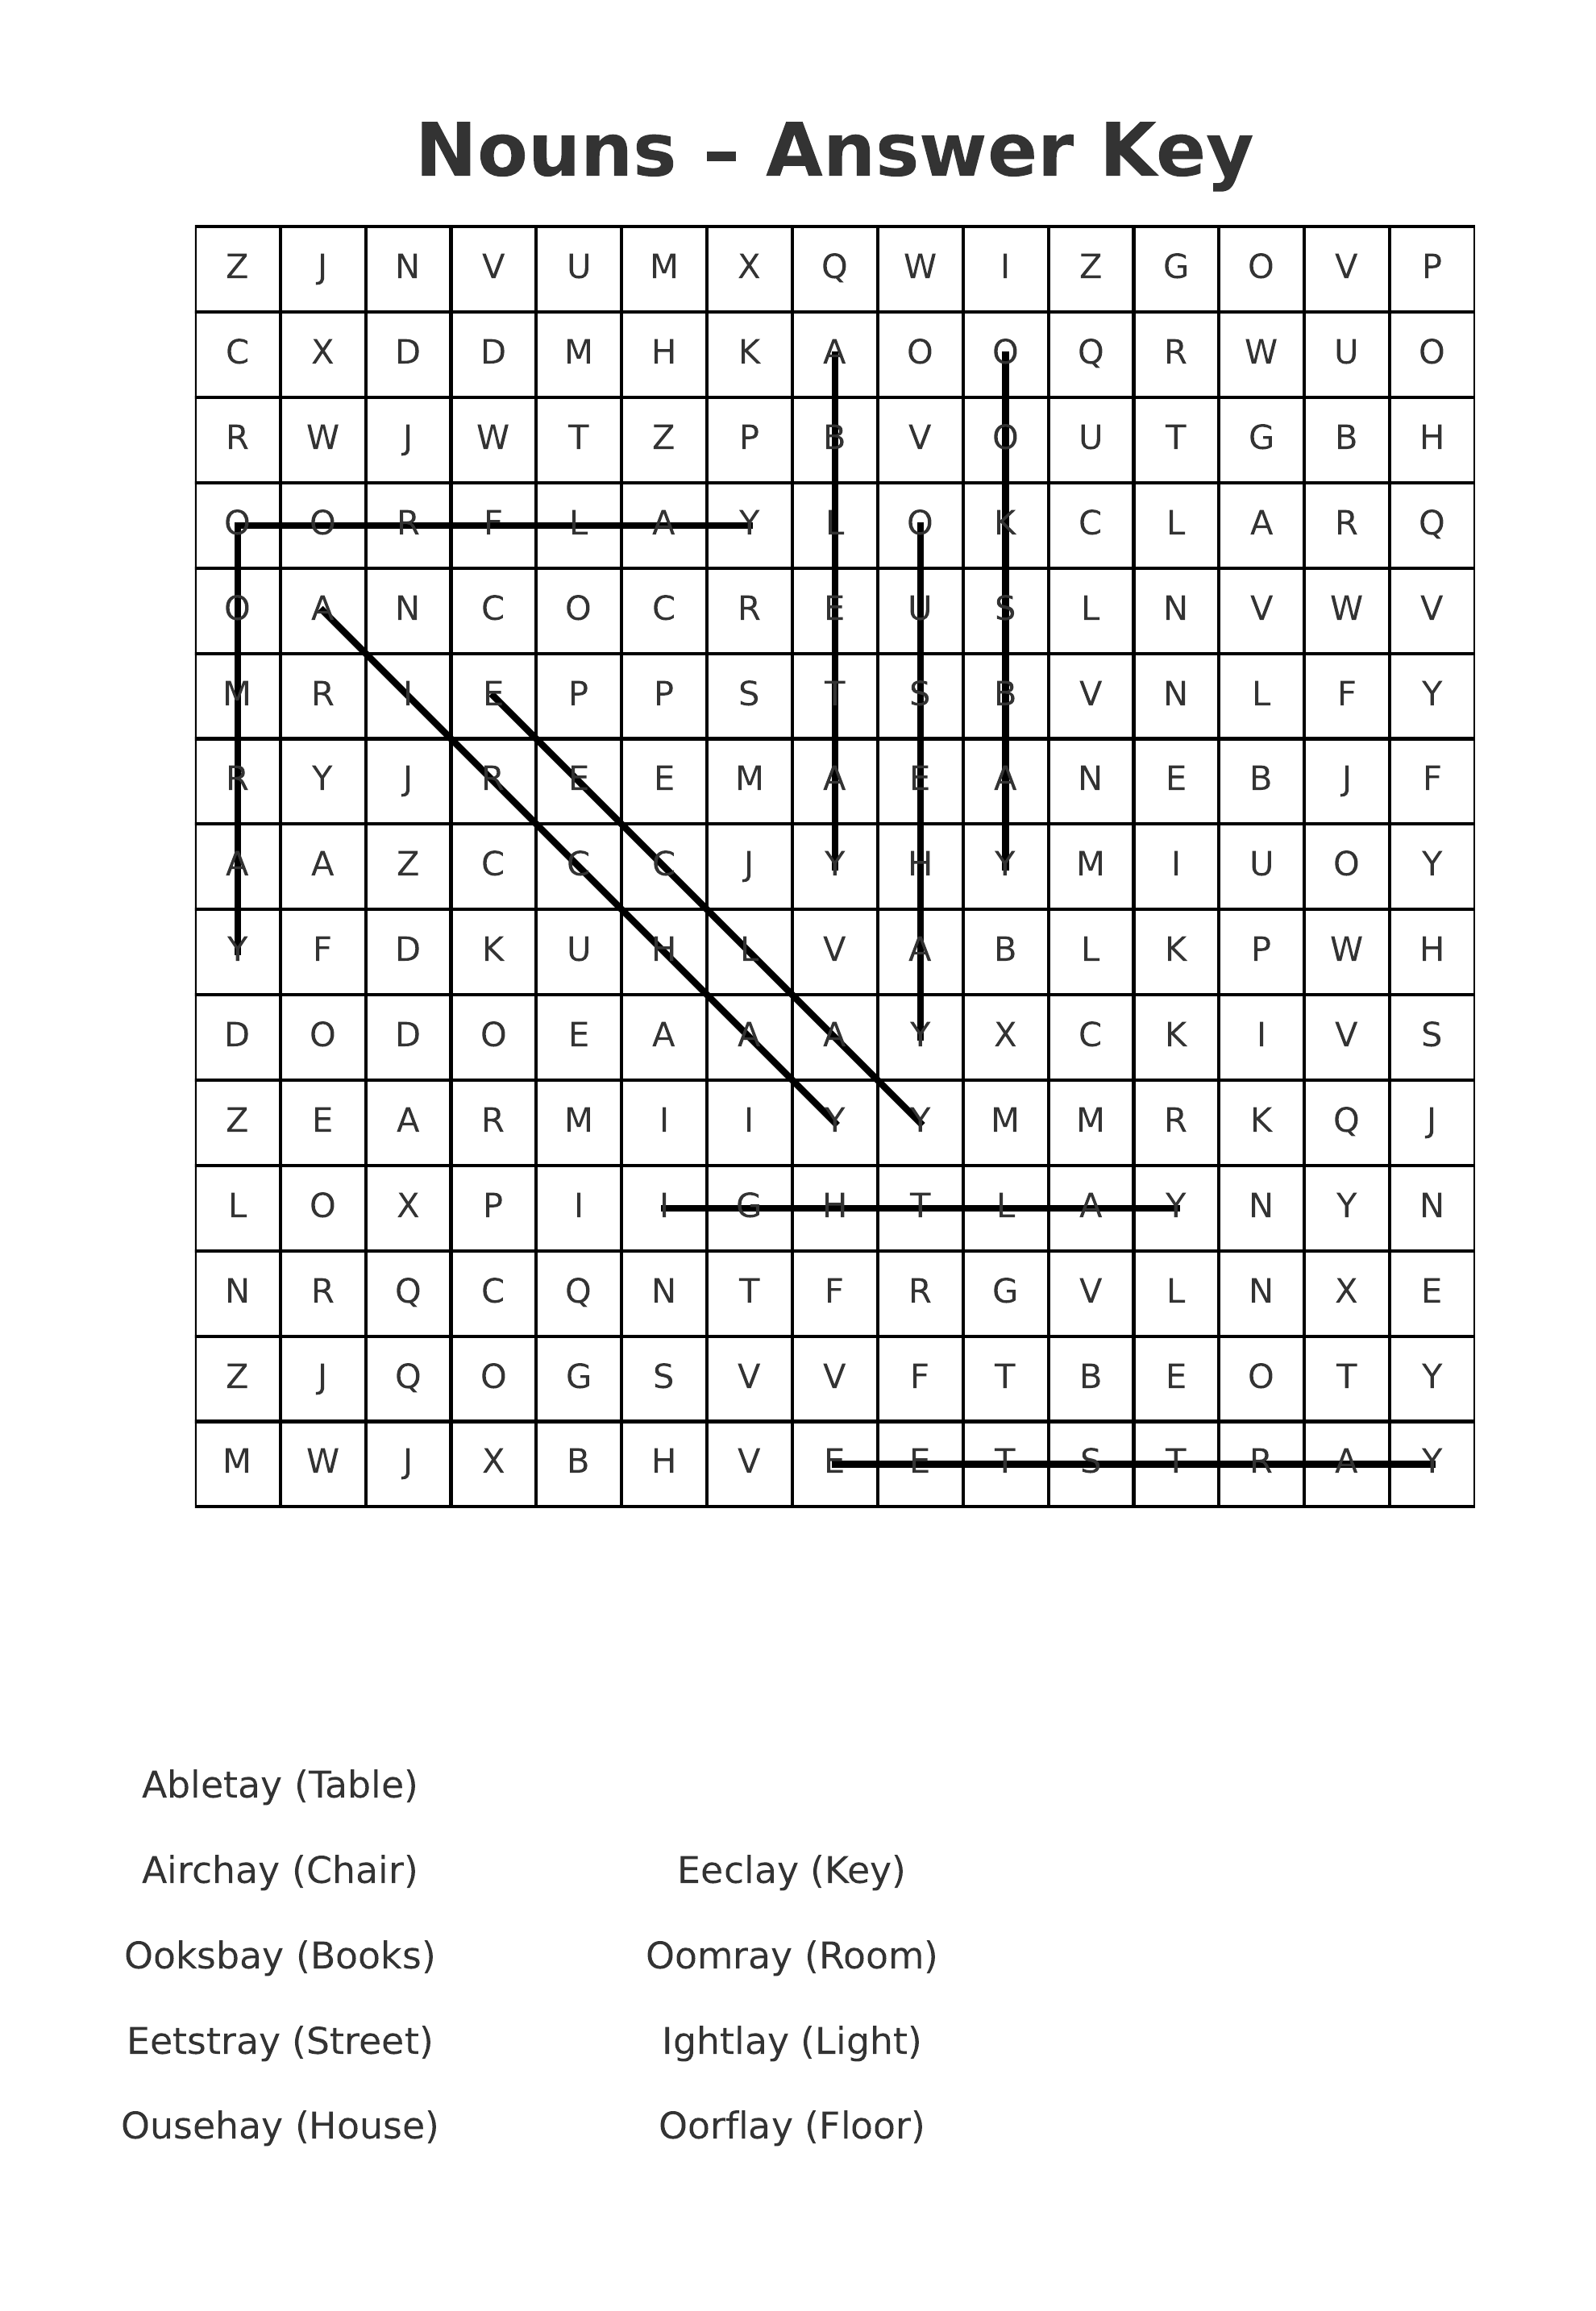 Nouns – Answer Key
Z J N V U M X Q W I Z G O V P
C X D D M H K A O O Q R W U O
R W J W T Z P B V O U T G B H
O O R F L A Y L O K C L A R Q
O A N C O C R E U S L N V W V
M R I E P P S T S B V N L F Y
R Y J R E E M A E A N E B J F
A A Z C C C J Y H Y M I U O Y
Y F D K U H L V A B L K P W H
D O D O E A A A Y X C K I V S
Z E A R M I I Y Y M M R K Q J
L O X P I I G H T L A Y N Y N
N R Q C Q N T F R G V L N X E
Z J Q O G S V V F T B E O T Y
M W J X B H V E E T S T R A Y
Abletay (Table)
Airchay (Chair)
Ooksbay (Books)
Eetstray (Street)
Ousehay (House)
Eeclay (Key)
Oomray (Room)
Ightlay (Light)
Oorflay (Floor)